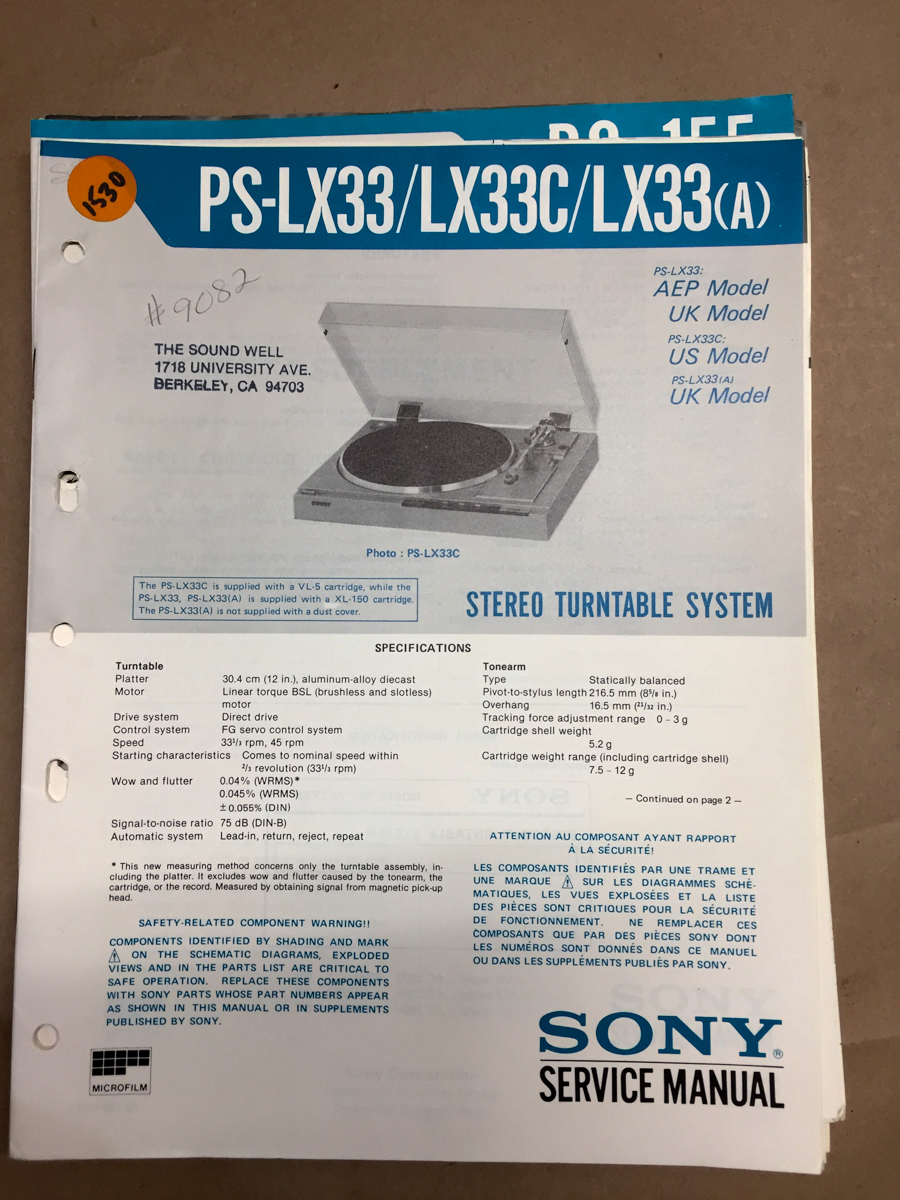 PS-155
1530
PS-LX33/LX33C/LX33(A)
#9082
PS-LX33:
AEP Model
UK Model
PS-LX33C:
US Model
PS-LX33(A)
UK Model
THE SOUND WELL
1718 UNIVERSITY AVE.
BERKELEY, CA 94703
SONY
Photo : PS-LX33C
The PS-LX33C is supplied with a VL-5 cartridge, while the
PS-LX33, PS-LX33(A) is supplied with a XL-150 cartridge.
The PS-LX33(A) is not supplied with a dust cover.
STEREO TURNTABLE SYSTEM
SPECIFICATIONS
Turntable
Platter 30.4 cm (12 in.), aluminum-alloy diecast
Motor Linear torque BSL (brushless and slotless)
motor
Drive system Direct drive
Control system FG servo control system
Speed 33 1/3 rpm, 45 rpm
Starting characteristics Comes to nominal speed within
2/3 revolution (33 1/3 rpm)
Wow and flutter 0.04% (WRMS)*
0.045% (WRMS)
±0.055% (DIN)
Signal-to-noise ratio 75 dB (DIN-B)
Automatic system Lead-in, return, reject, repeat
* This new measuring method concerns only the turntable assembly, in-
cluding the platter. It excludes wow and flutter caused by the tonearm, the
cartridge, or the record. Measured by obtaining signal from magnetic pick-up
head.
SAFETY-RELATED COMPONENT WARNING!!
COMPONENTS IDENTIFIED BY SHADING AND MARK
⚠ ON THE SCHEMATIC DIAGRAMS, EXPLODED
VIEWS AND IN THE PARTS LIST ARE CRITICAL TO
SAFE OPERATION. REPLACE THESE COMPONENTS
WITH SONY PARTS WHOSE PART NUMBERS APPEAR
AS SHOWN IN THIS MANUAL OR IN SUPPLEMENTS
PUBLISHED BY SONY.
MICROFILM
Tonearm
Type Statically balanced
Pivot-to-stylus length 216.5 mm (8 5/8 in.)
Overhang 16.5 mm (21/32 in.)
Tracking force adjustment range 0 - 3 g
Cartridge shell weight
5.2 g
Cartridge weight range (including cartridge shell)
7.5 - 12 g
— Continued on page 2 —
ATTENTION AU COMPOSANT AYANT RAPPORT
À LA SÉCURITÉ!
LES COMPOSANTS IDENTIFIÉS PAR UNE TRAME ET
UNE MARQUE ⚠ SUR LES DIAGRAMMES SCHÉ-
MATIQUES, LES VUES EXPLOSÉES ET LA LISTE
DES PIÈCES SONT CRITIQUES POUR LA SÉCURITÉ
DE FONCTIONNEMENT. NE REMPLACER CES
COMPOSANTS QUE PAR DES PIÈCES SONY DONT
LES NUMÉROS SONT DONNÉS DANS CE MANUEL
OU DANS LES SUPPLÉMENTS PUBLIÉS PAR SONY.
SONY®
SERVICE MANUAL